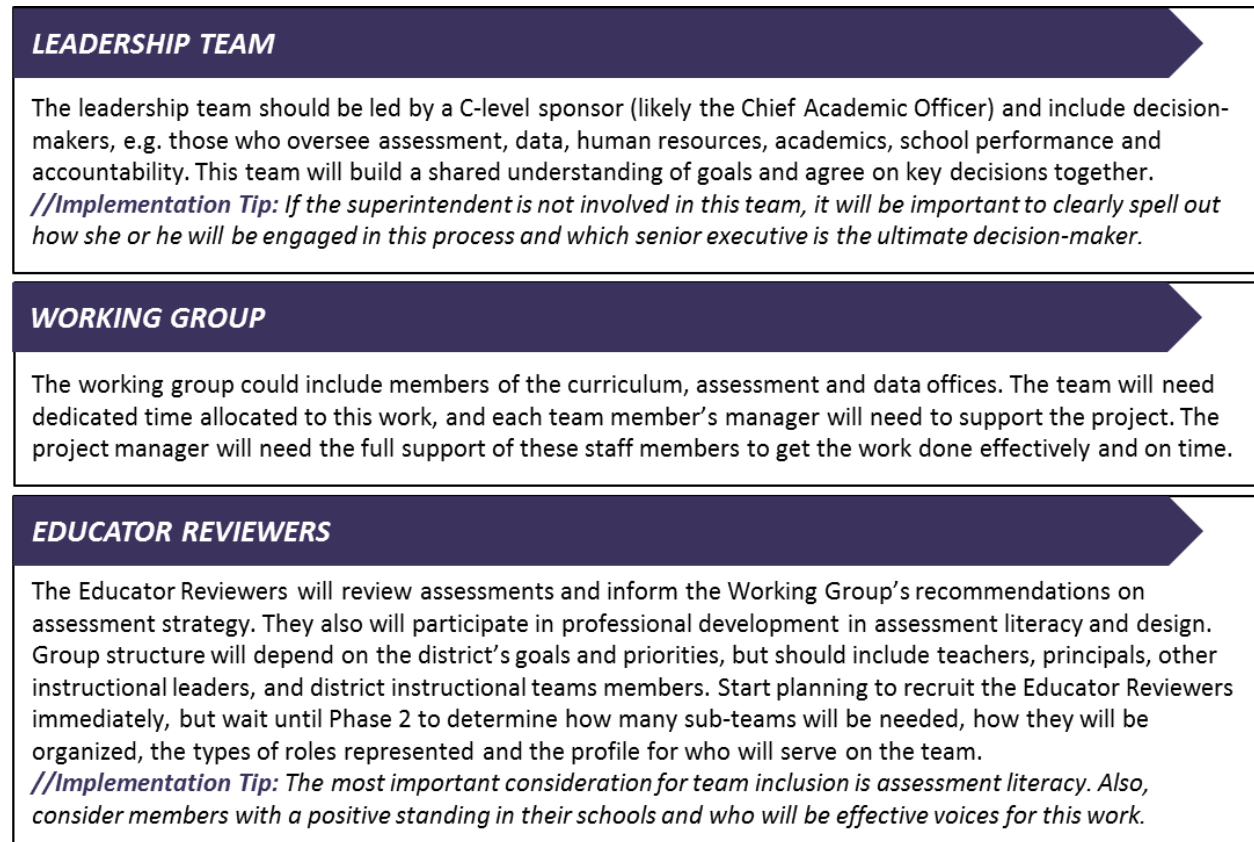 LEADERSHIP TEAM
The leadership team should be led by a C-level sponsor (likely the Chief Academic Officer) and include decision-
makers, e.g. those who oversee assessment, data, human resources, academics, school performance and
accountability. This team will build a shared understanding of goals and agree on key decisions together.
//Implementation Tip: If the superintendent is not involved in this team, it will be important to clearly spell out
how she or he will be engaged in this process and which senior executive is the ultimate decision-maker.
WORKING GROUP
The working group could include members of the curriculum, assessment and data offices. The team will need
dedicated time allocated to this work, and each team member’s manager will need to support the project. The
project manager will need the full support of these staff members to get the work done effectively and on time.
EDUCATOR REVIEWERS
The Educator Reviewers will review assessments and inform the Working Group’s recommendations on
assessment strategy. They also will participate in professional development in assessment literacy and design.
Group structure will depend on the district’s goals and priorities, but should include teachers, principals, other
instructional leaders, and district instructional teams members. Start planning to recruit the Educator Reviewers
immediately, but wait until Phase 2 to determine how many sub-teams will be needed, how they will be
organized, the types of roles represented and the profile for who will serve on the team.
//Implementation Tip: The most important consideration for team inclusion is assessment literacy. Also,
consider members with a positive standing in their schools and who will be effective voices for this work.